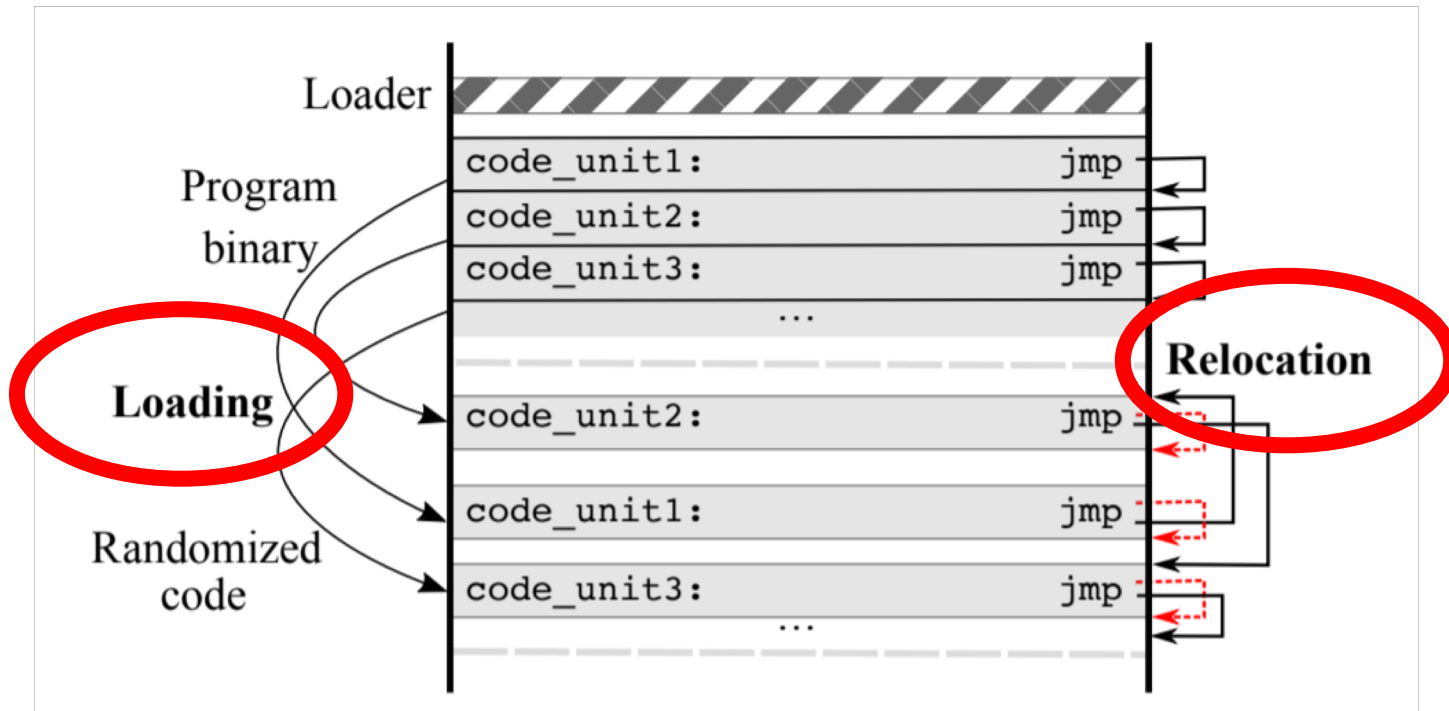 Loader
code_unit1: jmp
Program
binary
code_unit2: jmp
code_unit3: jmp
...
Relocation
Loading
code_unit2: jmp
code_unit1: jmp
Randomized
code
code_unit3: jmp
...